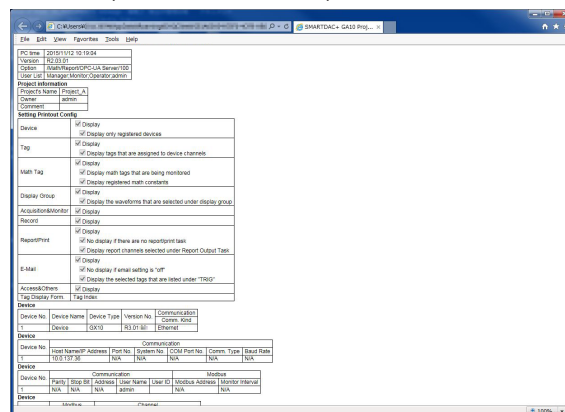 C:¥Users¥
SMARTDAC+ GA10 Proj... ×
File Edit View Favorites Tools Help
PC time 2015/11/12 10:19:04
Version R2.03.01
Option /Math/Report/OPC-UA Server/100
User List Manager;Monitor;Operator;admin
Project information
Project's Name Project_A
Owner admin
Comment
Setting Printout Config
Device
Display
Display only registered devices
Tag
Display
Display tags that are assigned to device channels
Math Tag
Display
Display math tags that are being monitored
Display registered math constants
Display Group
Display
Display the waveforms that are selected under display group
Acquisition&Monitor Display
Record Display
Report/Print
Display
No display if there are no report/print task
Display report channels selected under Report Output Task
E-Mail
Display
No display if email setting is "off"
Display the selected tags that are listed under "TRIG".
Access&Others Display
Tag Display Form. Tag Index
Device
Device No. Device Name Device Type Version No. Communication
Comm. Kind
1 Device GX10 R3.01 Ethernet
Device
Device No. Communication
Host Name/IP Address Port No. System No. COM Port No. Comm. Type Baud Rate
1 10.0.137.36 N/A N/A N/A N/A N/A
Device
Device No. Communication Modbus
Parity Stop Bit Address User Name User ID Modbus Address Monitor Interval
1 N/A N/A N/A admin N/A N/A
Device
Modbus Channel
100%